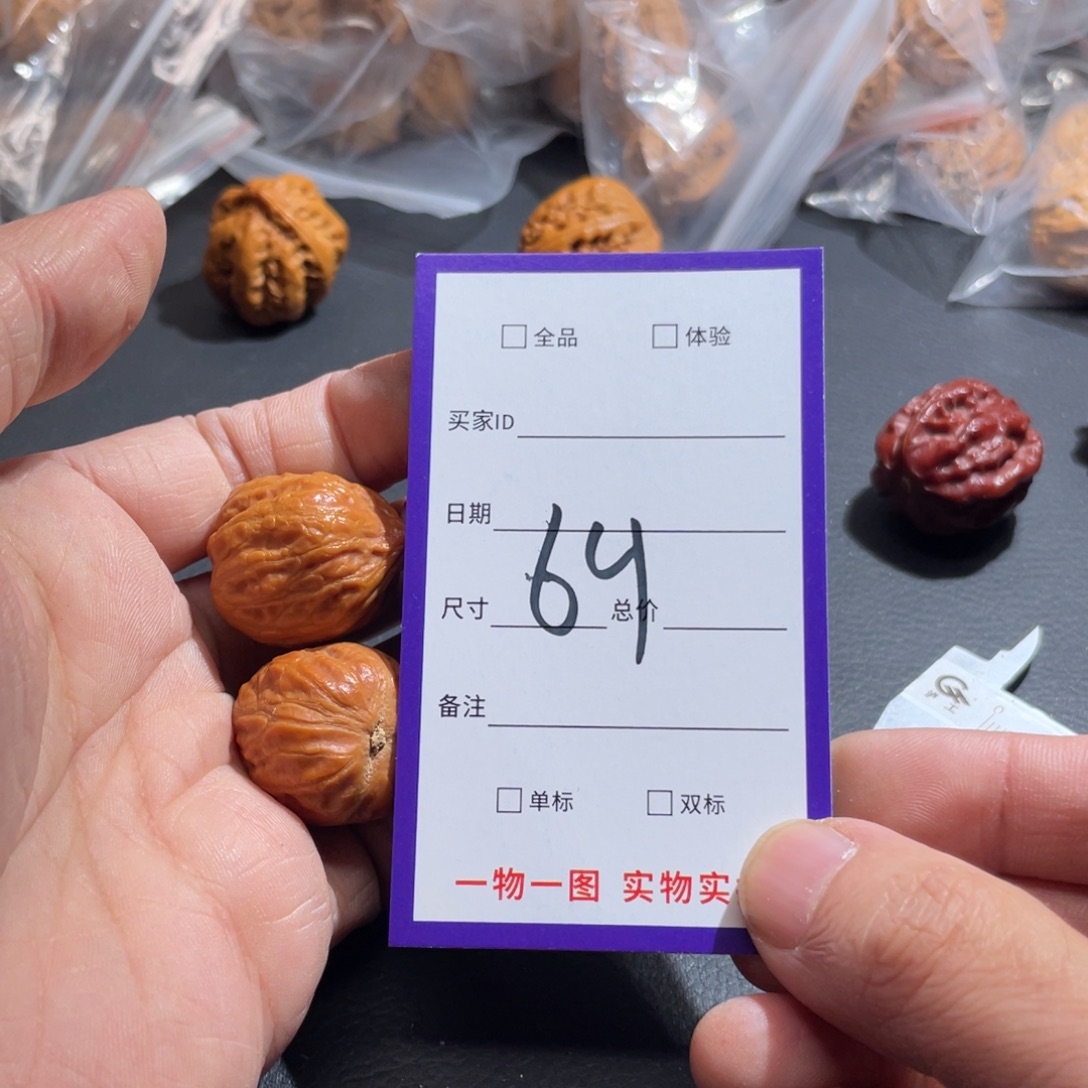 □全品 □体验
买家ID
日期
64
尺寸 总价
备注
□单标 □双标
一物一图 实物实
工